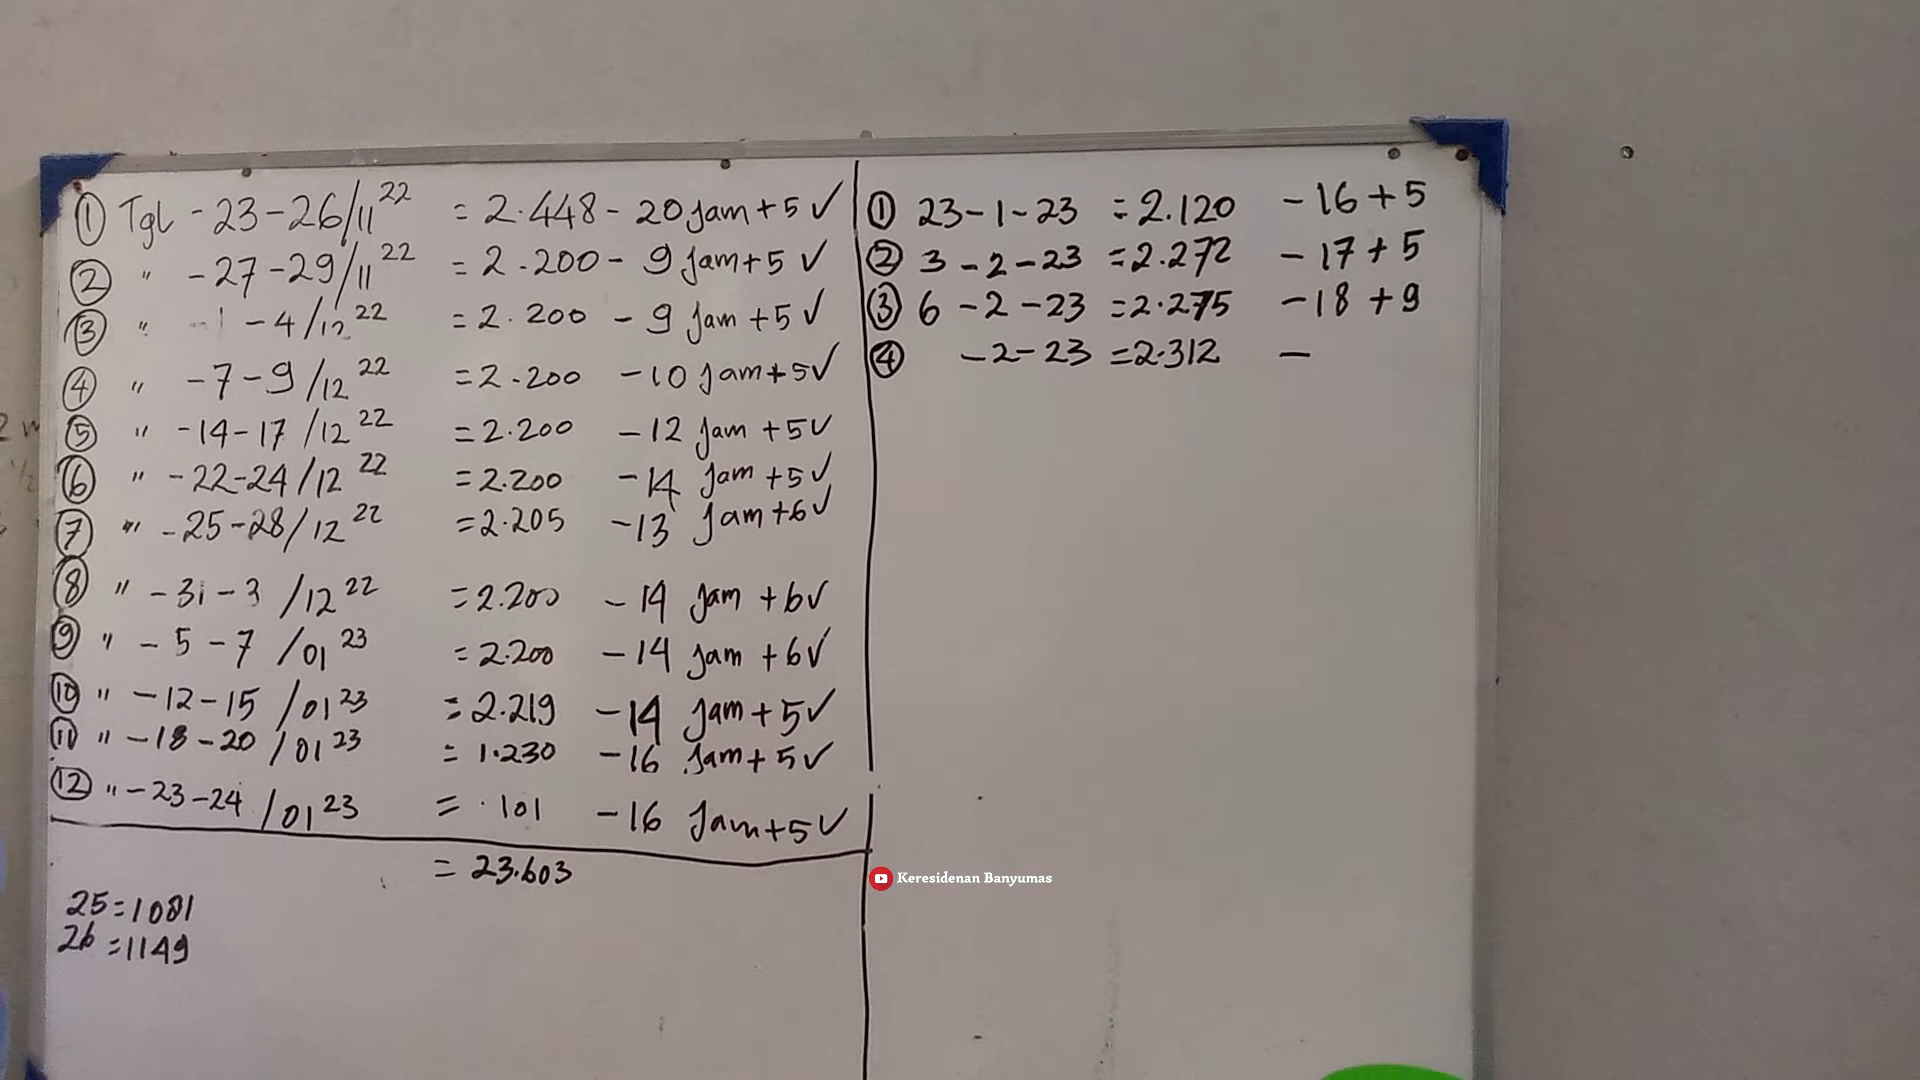 ① Tgl -23-26/11 22 = 2.448 - 20 jam + 5 ✓
② " -27-29/11 22 = 2.200 - 9 jam + 5 ✓
③ " -1-4/12 22 = 2.200 - 9 jam + 5 ✓
④ " -7-9/12 22 = 2.200 - 10 jam + 5 ✓
⑤ " -14-17/12 22 = 2.200 - 12 jam + 5 ✓
⑥ " -22-24/12 22 = 2.200 - 14 jam + 5 ✓
⑦ " -25-28/12 22 = 2.205 - 13 jam + 6 ✓
⑧ " -31-3/12 22 = 2.200 - 14 jam + 6 ✓
⑨ " -5-7/01 23 = 2.200 - 14 jam + 6 ✓
⑩ " -12-15/01 23 = 2.219 - 14 jam + 5 ✓
⑪ " -18-20/01 23 = 1.230 - 16 jam + 5 ✓
⑫ " -23-24/01 23 = .101 - 16 jam + 5 ✓
= 23.603
25 = 1081
26 = 1149
① 23-1-23 = 2.120 - 16 + 5
② 3-2-23 = 2.272 - 17 + 5
③ 6-2-23 = 2.275 - 18 + 9
④ -2-23 = 2.312 -
Keresidenan Banyumas